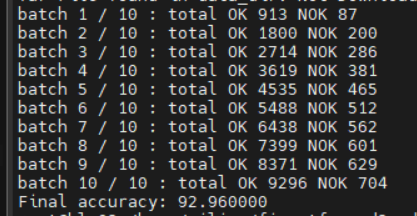 batch 1 / 10 : total OK 913 NOK 87
batch 2 / 10 : total OK 1800 NOK 200
batch 3 / 10 : total OK 2714 NOK 286
batch 4 / 10 : total OK 3619 NOK 381
batch 5 / 10 : total OK 4535 NOK 465
batch 6 / 10 : total OK 5488 NOK 512
batch 7 / 10 : total OK 6438 NOK 562
batch 8 / 10 : total OK 7399 NOK 601
batch 9 / 10 : total OK 8371 NOK 629
batch 10 / 10 : total OK 9296 NOK 704
Final accuracy: 92.960000